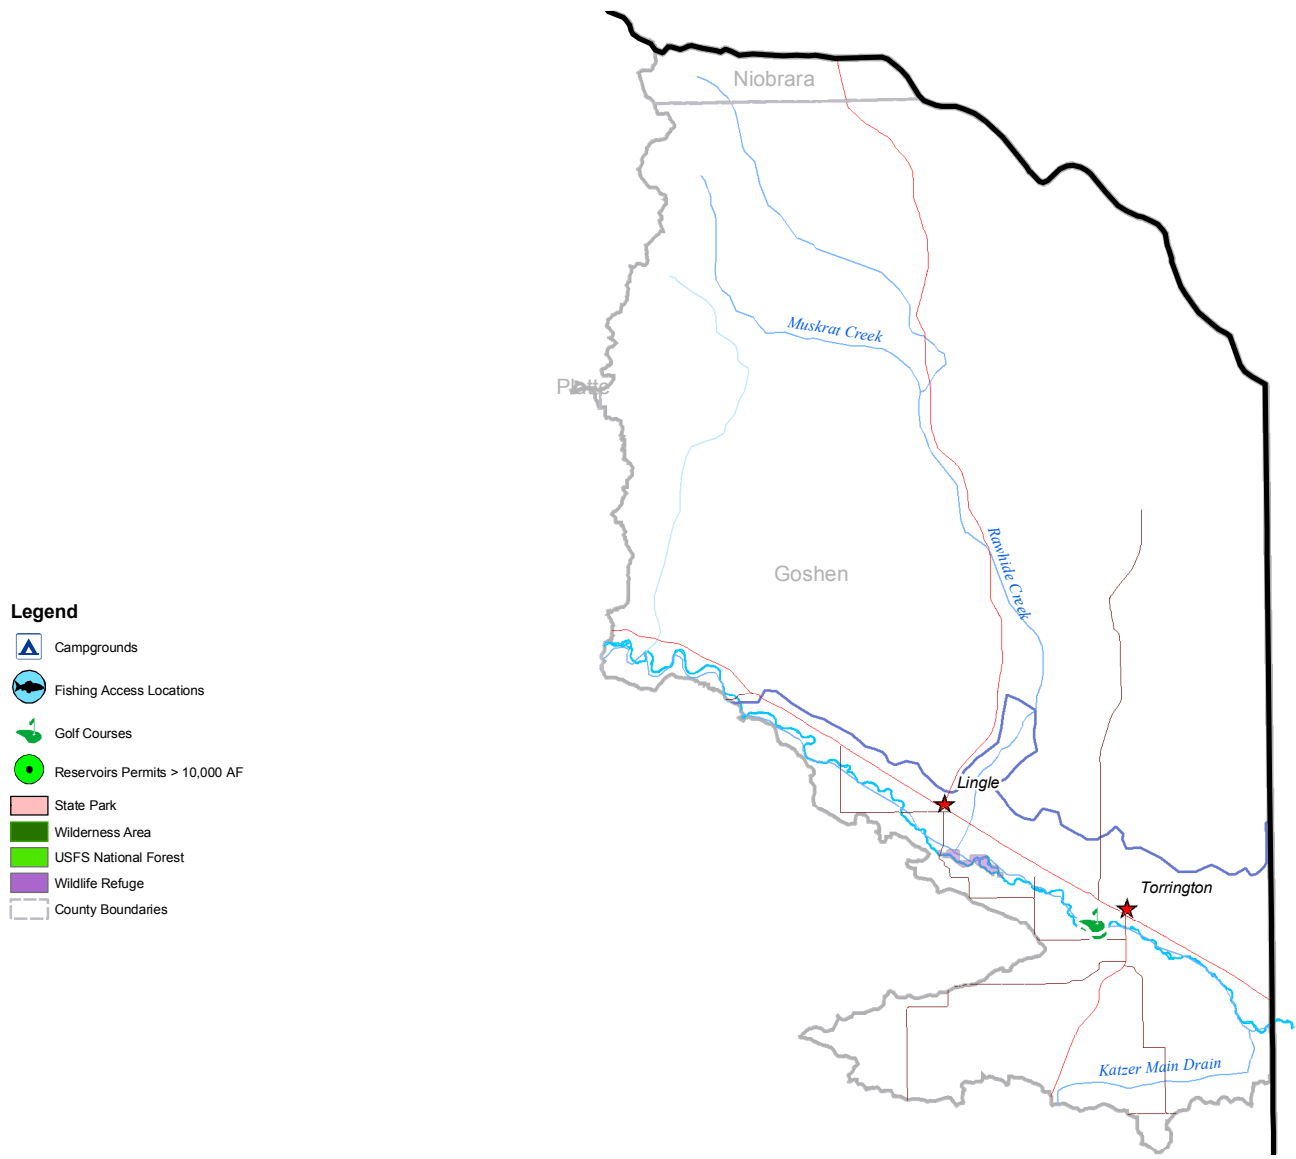 Niobrara
Muskrat Creek
Platte
Rawhide Creek
Goshen
Legend
Campgrounds
Fishing Access Locations
Golf Courses
Reservoirs Permits > 10,000 AF
State Park
Wilderness Area
USFS National Forest
Wildlife Refuge
County Boundaries
Lingle
Torrington
Katzer Main Drain